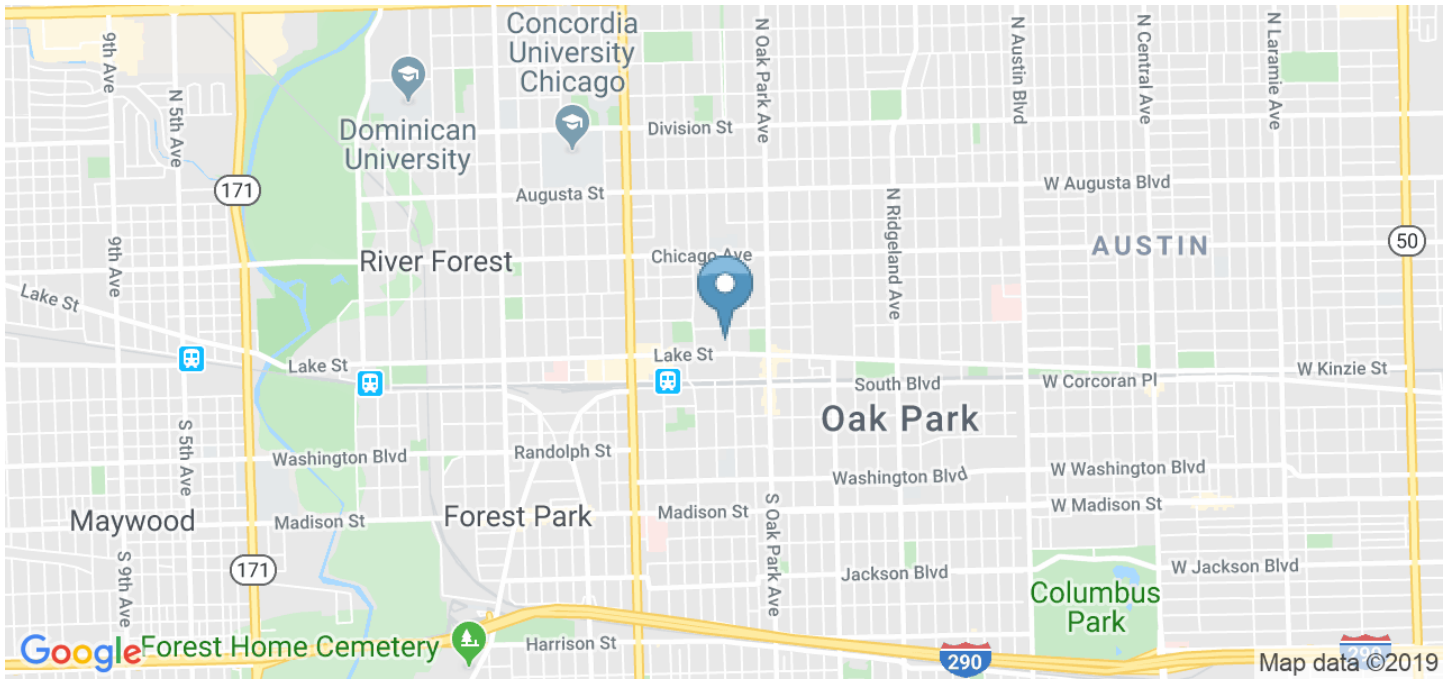 Concordia
University
Chicago
9th Ave
N 5th Ave
N Oak Park Ave
N Austin Blvd
N Central Ave
N Laramie Ave
Dominican
University
Division St
171
Augusta St
W Augusta Blvd
N Ridgeland Ave
9th Ave
River Forest
Chicago Ave
AUSTIN
50
Lake St
Lake St
Lake St
W Kinzie St
South Blvd
W Corcoran Pl
Oak Park
S 5th Ave
Washington Blvd
Randolph St
Washington Blvd
W Washington Blvd
Maywood
Madison St
Forest Park
Madison St
S Oak Park Ave
W Madison St
S 9th Ave
171
Jackson Blvd
W Jackson Blvd
Columbus
Park
Google
Forest Home Cemetery
Harrison St
290
290
Map data ©2019